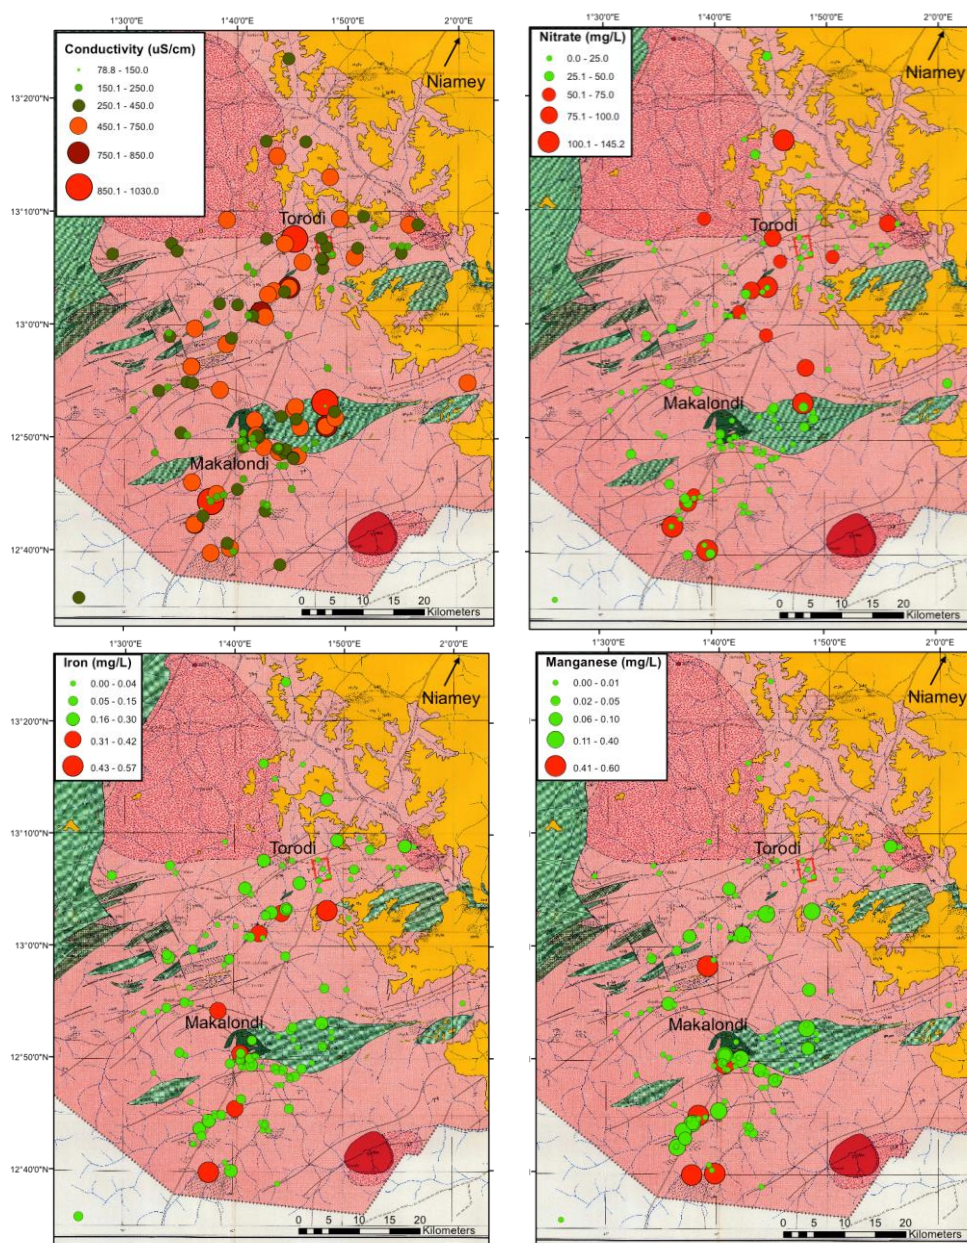 1°30'0"E 1°40'0"E 1°50'0"E 2°0'0"E
Conductivity (uS/cm)
78.8 - 150.0
150.1 - 250.0
250.1 - 450.0
450.1 - 750.0
750.1 - 850.0
850.1 - 1030.0
Niamey
13°20'0"N
13°10'0"N
Torodi
13°0'0"N
12°50'0"N
Makalondi
12°40'0"N
0 5 10 15 20
Kilometers
1°30'0"E 1°40'0"E 1°50'0"E 2°0'0"E
Nitrate (mg/L)
0.0 - 25.0
25.1 - 50.0
50.1 - 75.0
75.1 - 100.0
100.1 - 145.2
Niamey
Torodi
Makalondi
0 5 10 15 20
Kilometers
1°30'0"E 1°40'0"E 1°50'0"E 2°0'0"E
Iron (mg/L)
0.00 - 0.04
0.05 - 0.15
0.16 - 0.30
0.31 - 0.42
0.43 - 0.57
Niamey
13°20'0"N
13°10'0"N
Torodi
13°0'0"N
Makalondi
12°50'0"N
12°40'0"N
0 5 10 15 20
Kilometers
1°30'0"E 1°40'0"E 1°50'0"E 2°0'0"E
Manganese (mg/L)
0.00 - 0.01
0.02 - 0.05
0.06 - 0.10
0.11 - 0.40
0.41 - 0.60
Niamey
Torodi
Makalondi
0 5 10 15 20
Kilometers